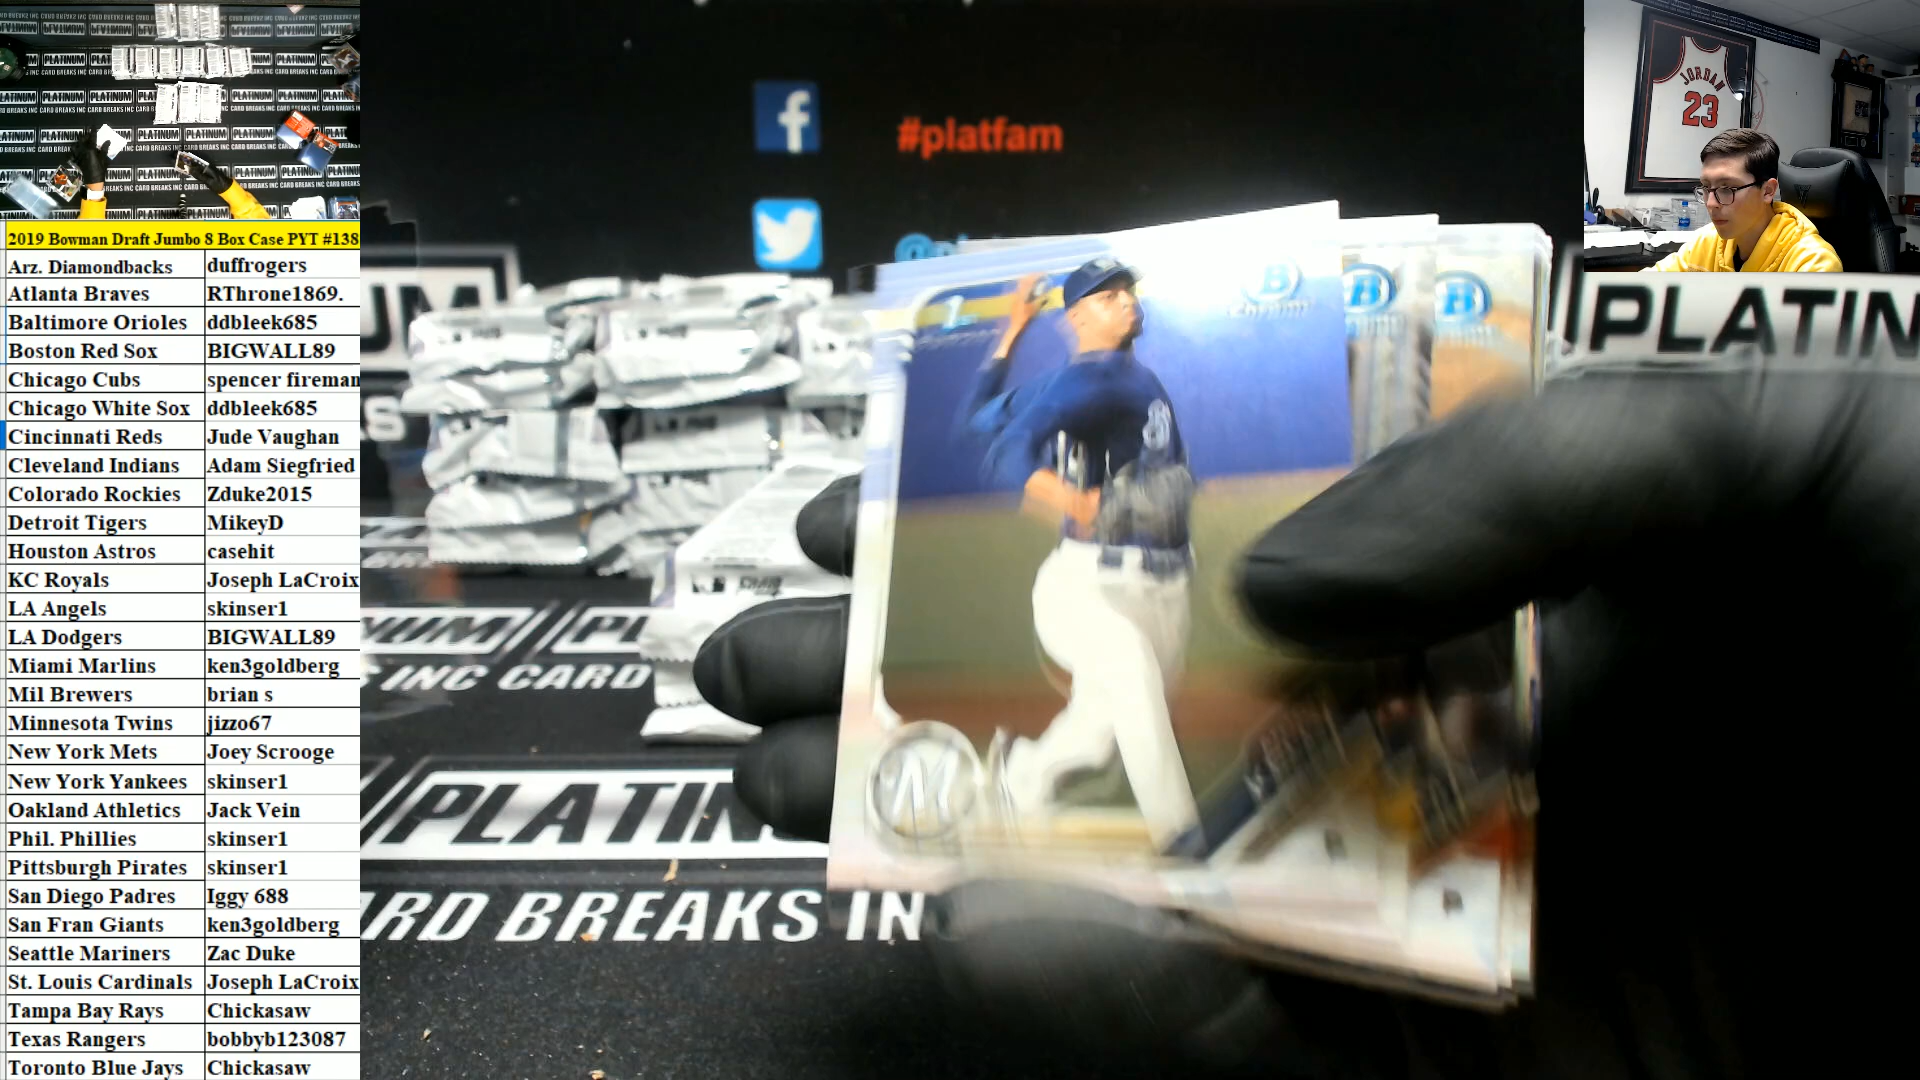 2019 Bowman Draft Jumbo 8 Box Case PYT #138
Arz. Diamondbacks duffrogers
Atlanta Braves RThrone1869.
Baltimore Orioles ddbleek685
Boston Red Sox BIGWALL89
Chicago Cubs spencer fireman
Chicago White Sox ddbleek685
Cincinnati Reds Jude Vaughan
Cleveland Indians Adam Siegfried
Colorado Rockies Zduke2015
Detroit Tigers MikeyD
Houston Astros casehit
KC Royals Joseph LaCroix
LA Angels skinser1
LA Dodgers BIGWALL89
Miami Marlins ken3goldberg
Mil Brewers brian s
Minnesota Twins jizzo67
New York Mets Joey Scrooge
New York Yankees skinser1
Oakland Athletics Jack Vein
Phil. Phillies skinser1
Pittsburgh Pirates skinser1
San Diego Padres Iggy 688
San Fran Giants ken3goldberg
Seattle Mariners Zac Duke
St. Louis Cardinals Joseph LaCroix
Tampa Bay Rays Chickasaw
Texas Rangers bobbyb123087
Toronto Blue Jays Chickasaw
#platfam
JORDAN
23
PLATIN
INC CARD
PLATIN
RD BREAKS IN